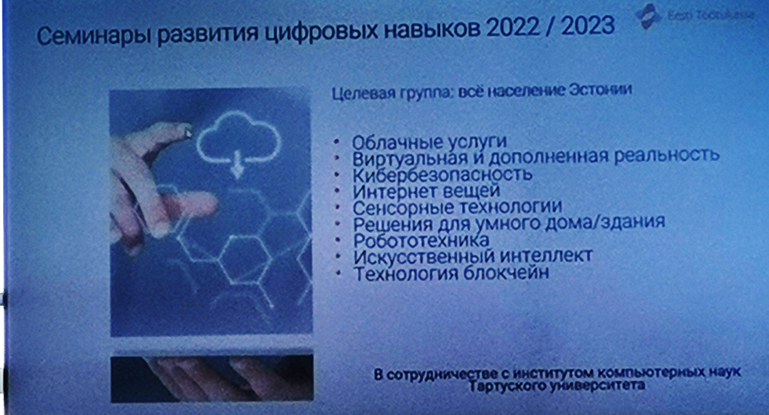 Семинары развития цифровых навыков 2022 / 2023
Eesti Töötukassa
Целевая группа: всё население Эстонии
• Облачные услуги
• Виртуальная и дополненная реальность
• Кибербезопасность
• Интернет вещей
• Сенсорные технологии
• Решения для умного дома/здания
• Робототехника
• Искусственный интеллект
• Технология блокчейн
В сотрудничестве с институтом компьютерных наук
Тартуского университета